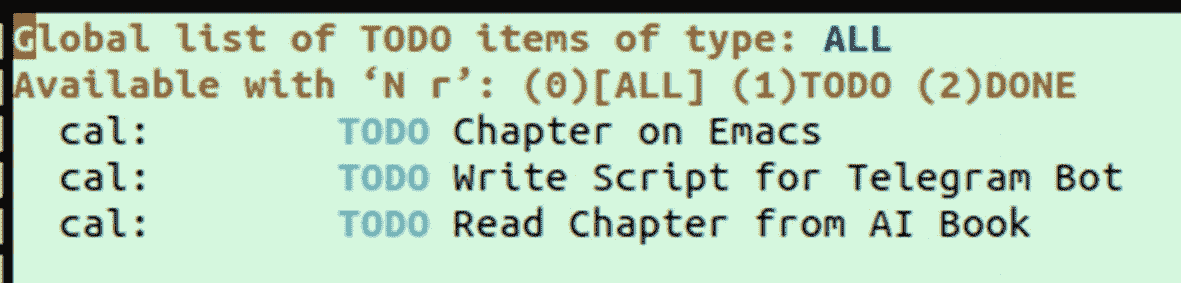 Global list of TODO items of type: ALL
Available with ‘N r’: (0)[ALL] (1)TODO (2)DONE
cal: TODO Chapter on Emacs
cal: TODO Write Script for Telegram Bot
cal: TODO Read Chapter from AI Book